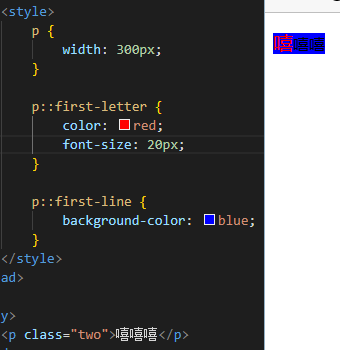 <style>
p {
width: 300px;
}
p::first-letter {
color: red;
font-size: 20px;
}
p::first-line {
background-color: blue;
}
</style>
ad>
y>
<p class="two">嘻嘻嘻</p>
嘻嘻嘻